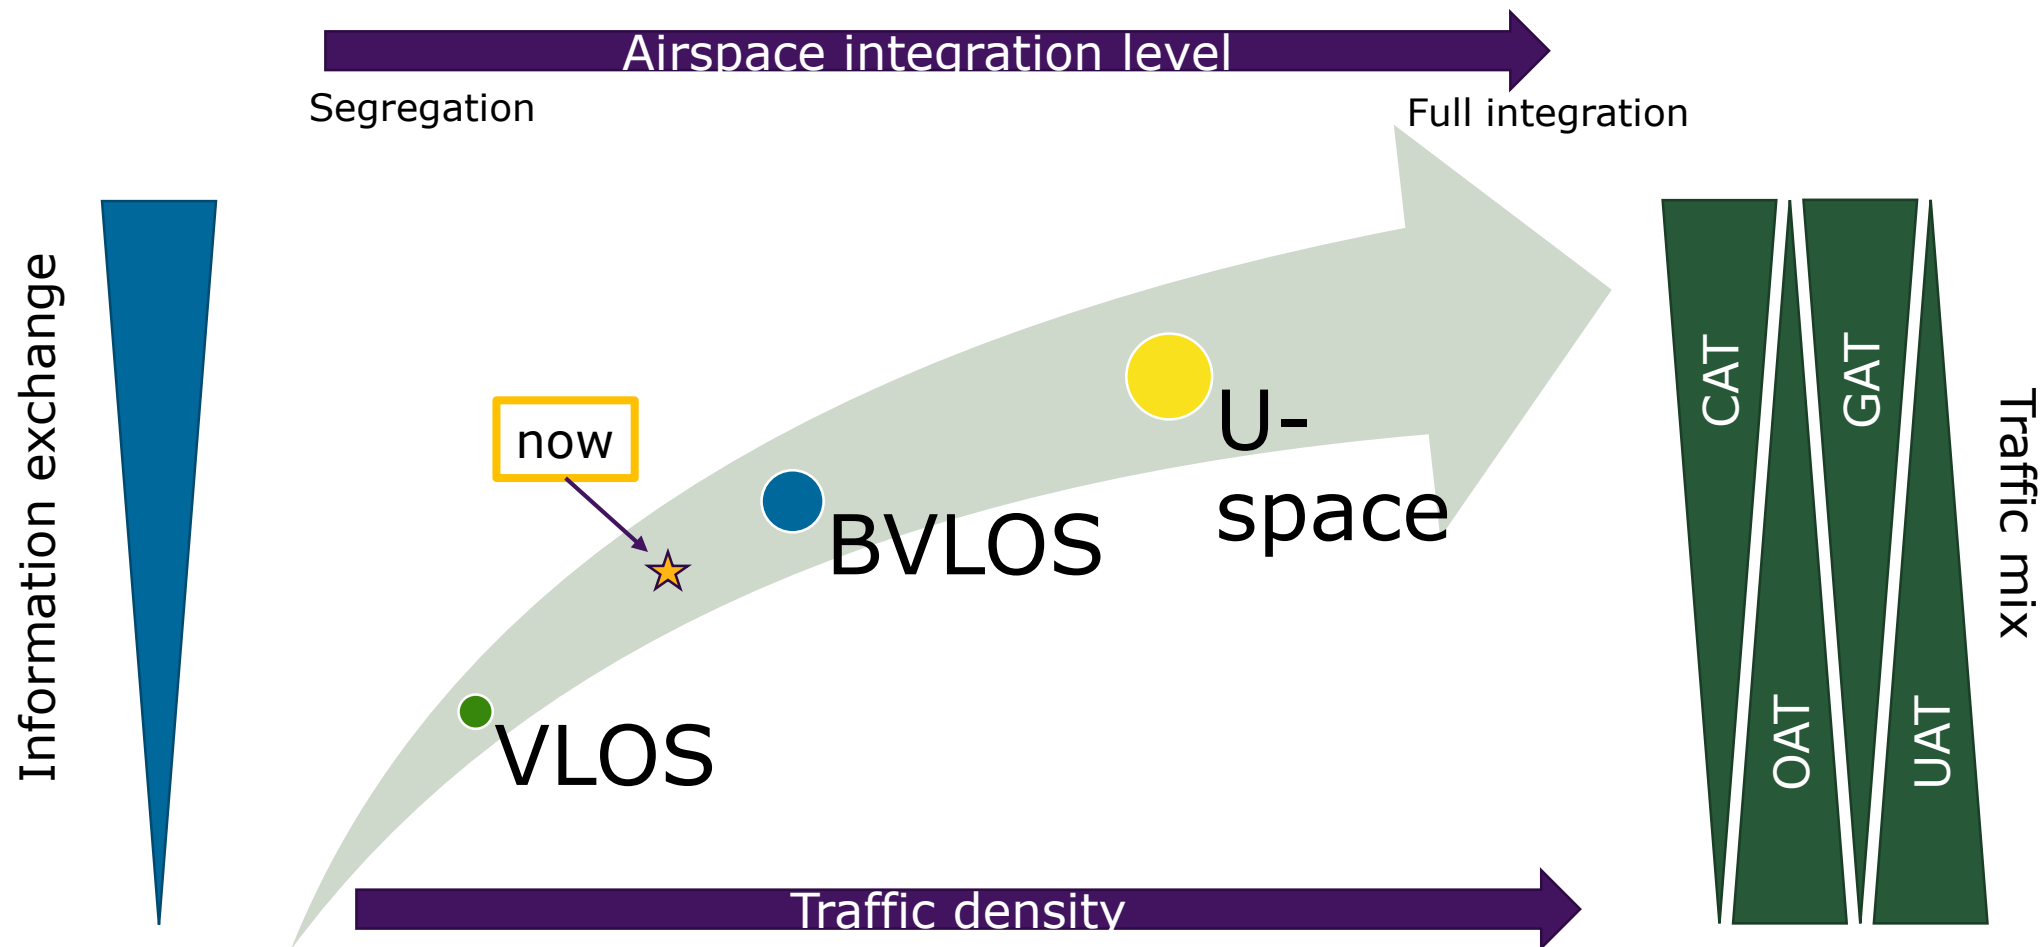 Airspace integration level
Segregation
Full integration
Information exchange
now
U-
space
BVLOS
VLOS
CAT
GAT
OAT
UAT
Traffic mix
Traffic density